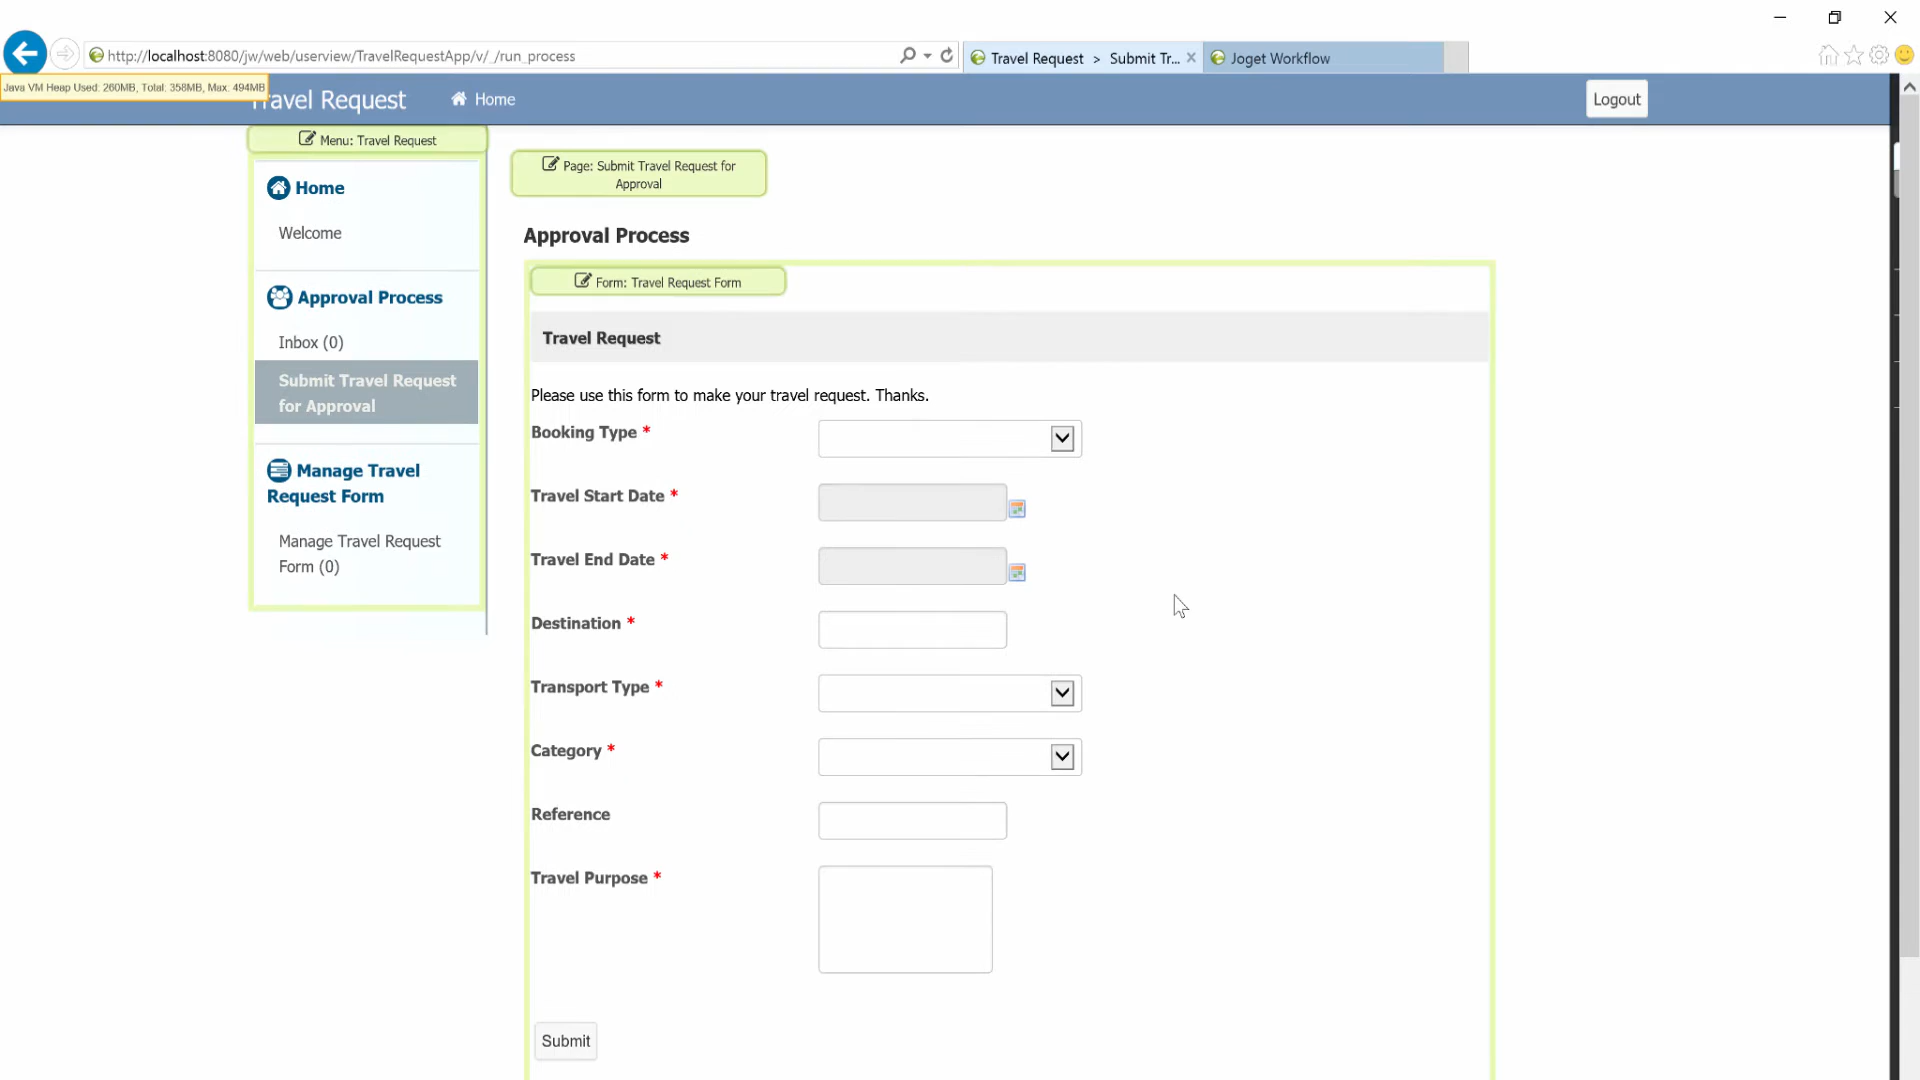 http://localhost:8080/jw/web/userview/TravelRequestApp/v/_/run_process
Travel Request > Submit Tr...
Joget Workflow
Java VM Heap Used: 260MB, Total: 358MB, Max: 494MB
Travel Request
Home
Logout
Menu: Travel Request
Home
Welcome
Approval Process
Inbox (0)
Submit Travel Request
for Approval
Manage Travel
Request Form
Manage Travel Request
Form (0)
Page: Submit Travel Request for
Approval
Approval Process
Form: Travel Request Form
Travel Request
Please use this form to make your travel request. Thanks.
Booking Type *
Travel Start Date *
Travel End Date *
Destination *
Transport Type *
Category *
Reference
Travel Purpose *
Submit